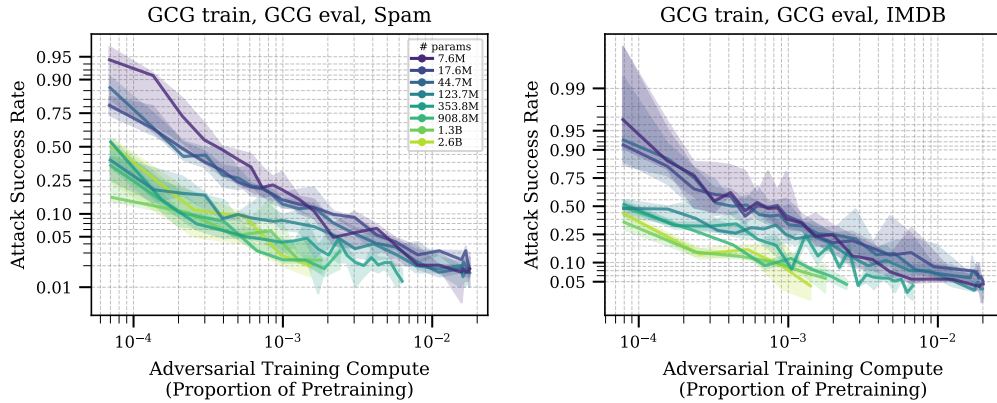 GCG train, GCG eval, Spam
Attack Success Rate
0.95
0.90
0.75
0.50
0.25
0.10
0.05
0.01
# params
7.6M
17.6M
44.7M
123.7M
353.8M
908.8M
1.3B
2.6B
10⁻⁴
10⁻³
10⁻²
Adversarial Training Compute
(Proportion of Pretraining)
GCG train, GCG eval, IMDB
Attack Success Rate
0.99
0.95
0.90
0.75
0.50
0.25
0.10
0.05
10⁻⁴
10⁻³
10⁻²
Adversarial Training Compute
(Proportion of Pretraining)